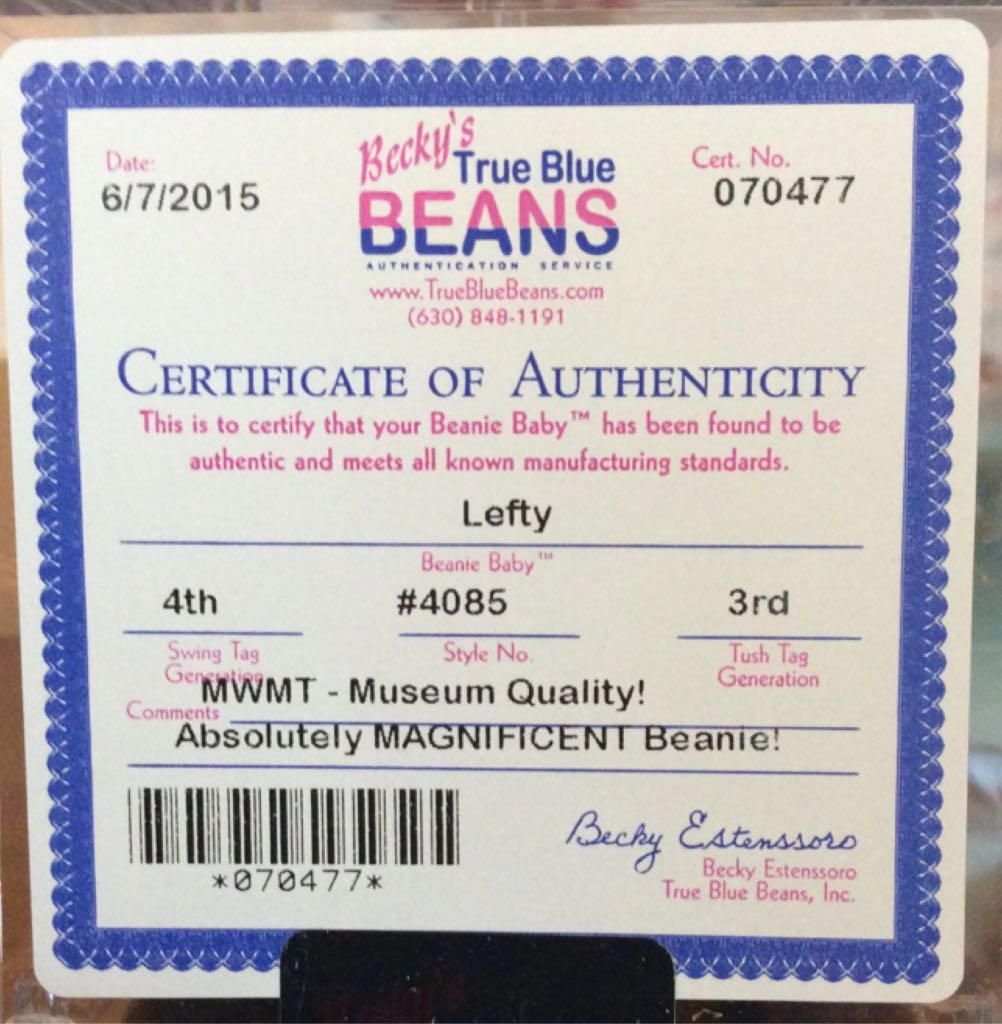 Date:
6/7/2015
Becky's
True Blue
BEANS
AUTHENTICATION SERVICE
www.TrueBlueBeans.com
(630) 848-1191
Cert. No.
070477
CERTIFICATE OF AUTHENTICITY
This is to certify that your Beanie Baby™ has been found to be
authentic and meets all known manufacturing standards.
Lefty
Beanie Baby™
4th #4085 3rd
Swing Tag Style No. Tush Tag
Generation Generation
MWMT - Museum Quality!
Comments
Absolutely MAGNIFICENT Beanie!
*070477*
Becky Estenssoro
Becky Estenssoro
True Blue Beans, Inc.